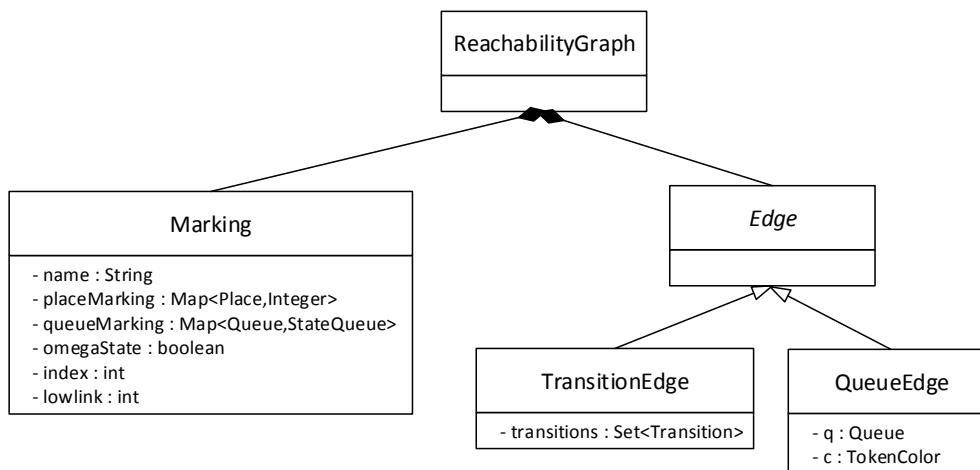 ReachabilityGraph
Marking
- name : String
- placeMarking : Map<Place,Integer>
- queueMarking : Map<Queue,StateQueue>
- omegaState : boolean
- index : int
- lowlink : int
Edge
TransitionEdge
- transitions : Set<Transition>
QueueEdge
- q : Queue
- c : TokenColor